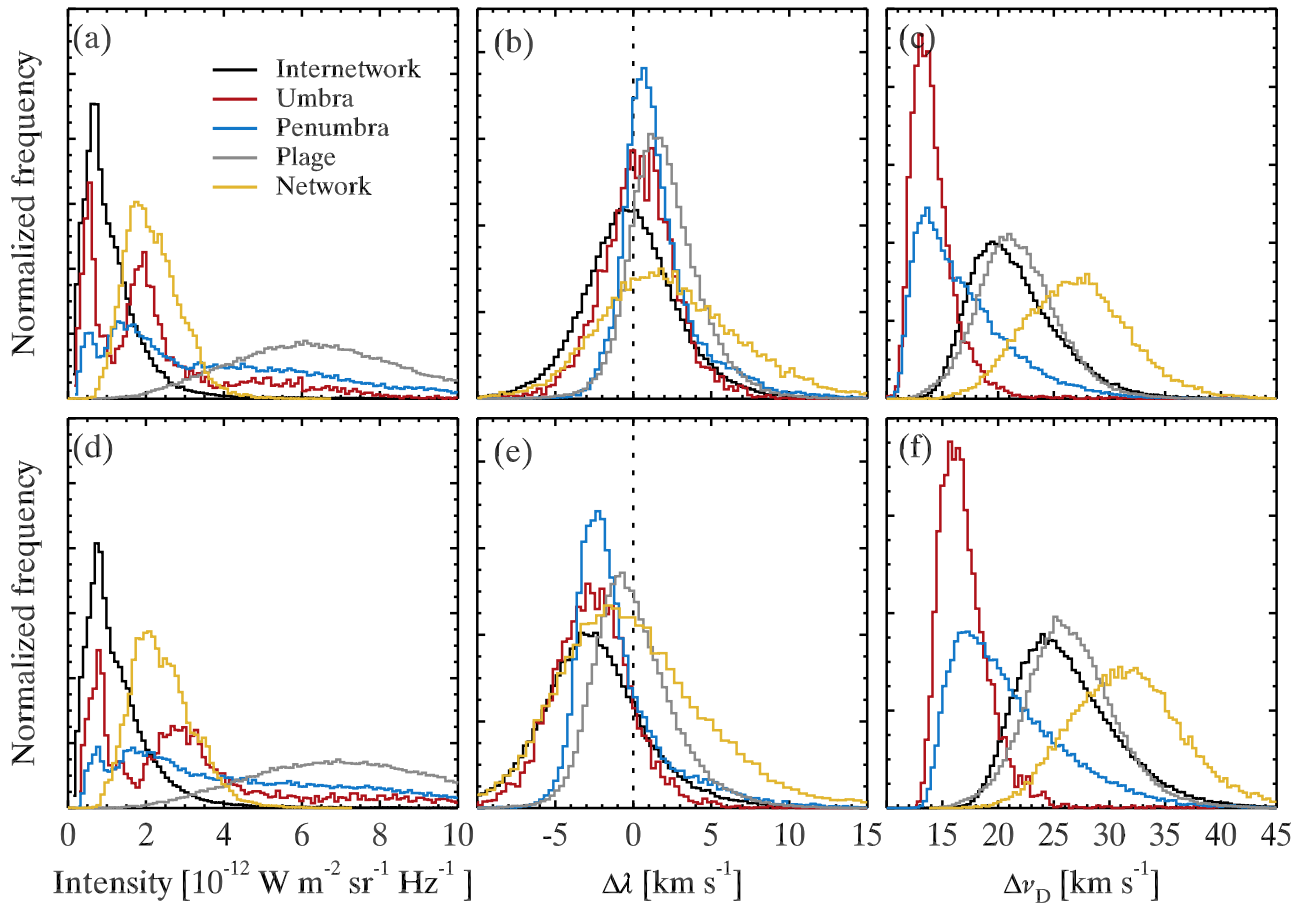 (a)
(b)
(c)
Internetwork
Umbra
Penumbra
Plage
Network
Normalized frequency
(d)
(e)
(f)
Normalized frequency
0 2 4 6 8 10 -5 0 5 10 15 15 20 25 30 35 40 45
Intensity [10⁻¹² W m⁻² sr⁻¹ Hz⁻¹ ]
Δλ [km s⁻¹]
Δν_D [km s⁻¹]